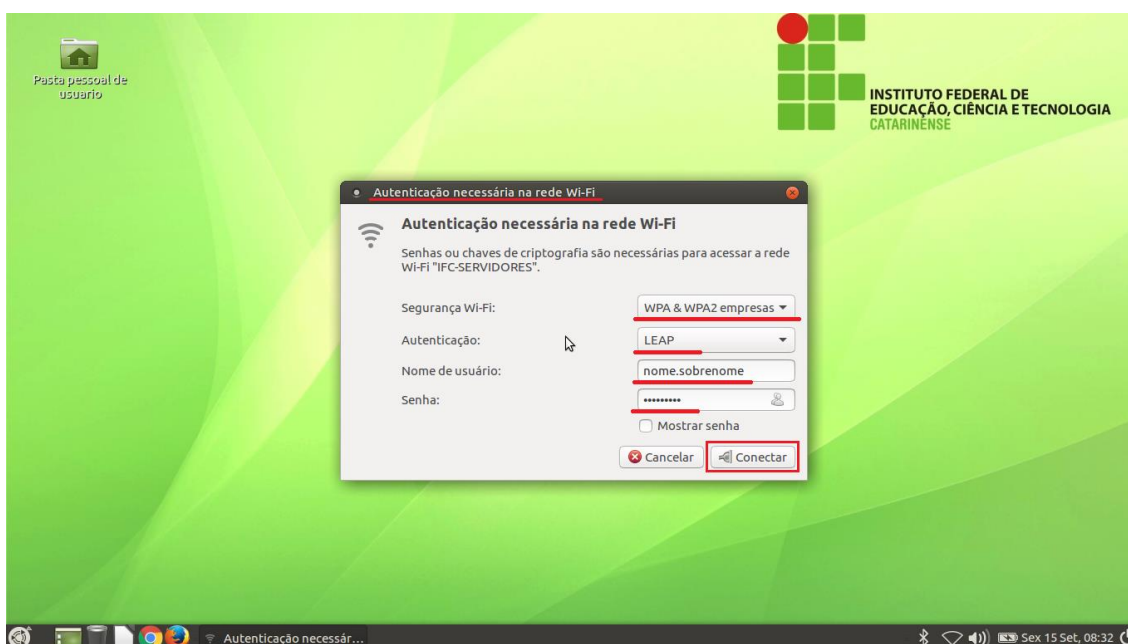 Pasta pessoal de
usuario
INSTITUTO FEDERAL DE
EDUCAÇÃO, CIÊNCIA E TECNOLOGIA
CATARINENSE
Autenticação necessária na rede Wi-Fi
Autenticação necessária na rede Wi-Fi
Senhas ou chaves de criptografia são necessárias para acessar a rede
Wi-Fi "IFC-SERVIDORES".
Segurança Wi-Fi: WPA & WPA2 empresas
Autenticação: LEAP
Nome de usuário: nome.sobrenome
Senha: •••••••••
Mostrar senha
Cancelar Conectar
Autenticação necessár... Sex 15 Set, 08:32